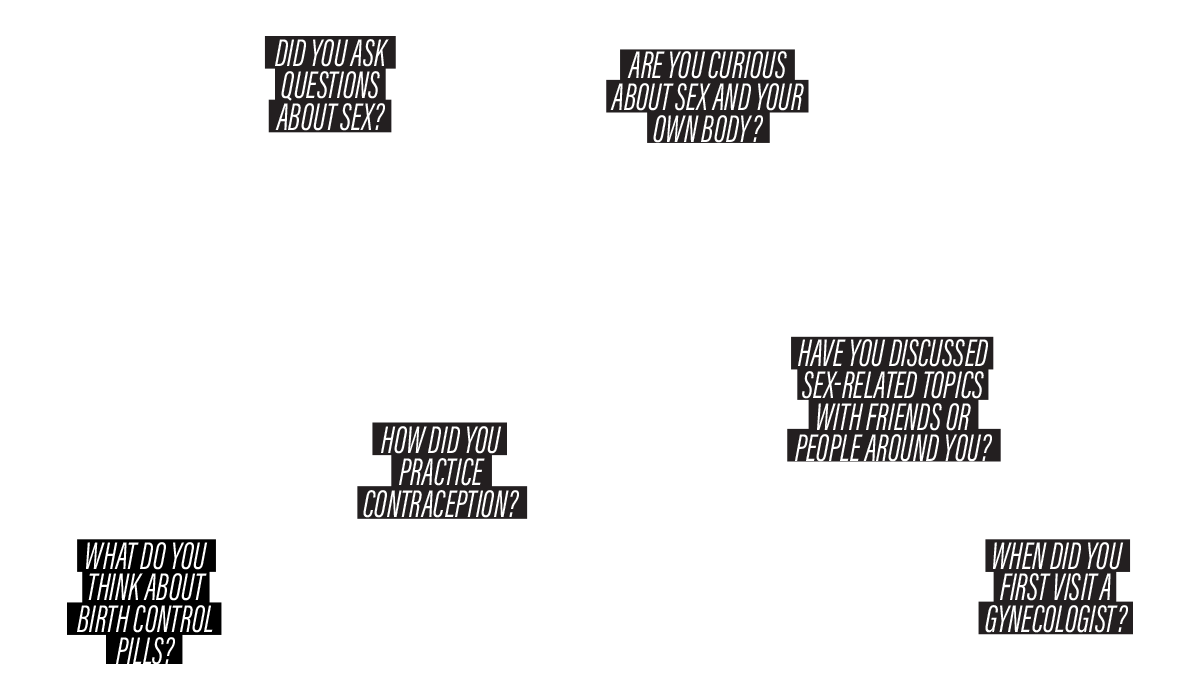 DID YOU ASK
QUESTIONS
ABOUT SEX?
ARE YOU CURIOUS
ABOUT SEX AND YOUR
OWN BODY?
HAVE YOU DISCUSSED
SEX-RELATED TOPICS
WITH FRIENDS OR
PEOPLE AROUND YOU?
HOW DID YOU
PRACTICE
CONTRACEPTION?
WHAT DO YOU
THINK ABOUT
BIRTH CONTROL
PILLS?
WHEN DID YOU
FIRST VISIT A
GYNECOLOGIST?